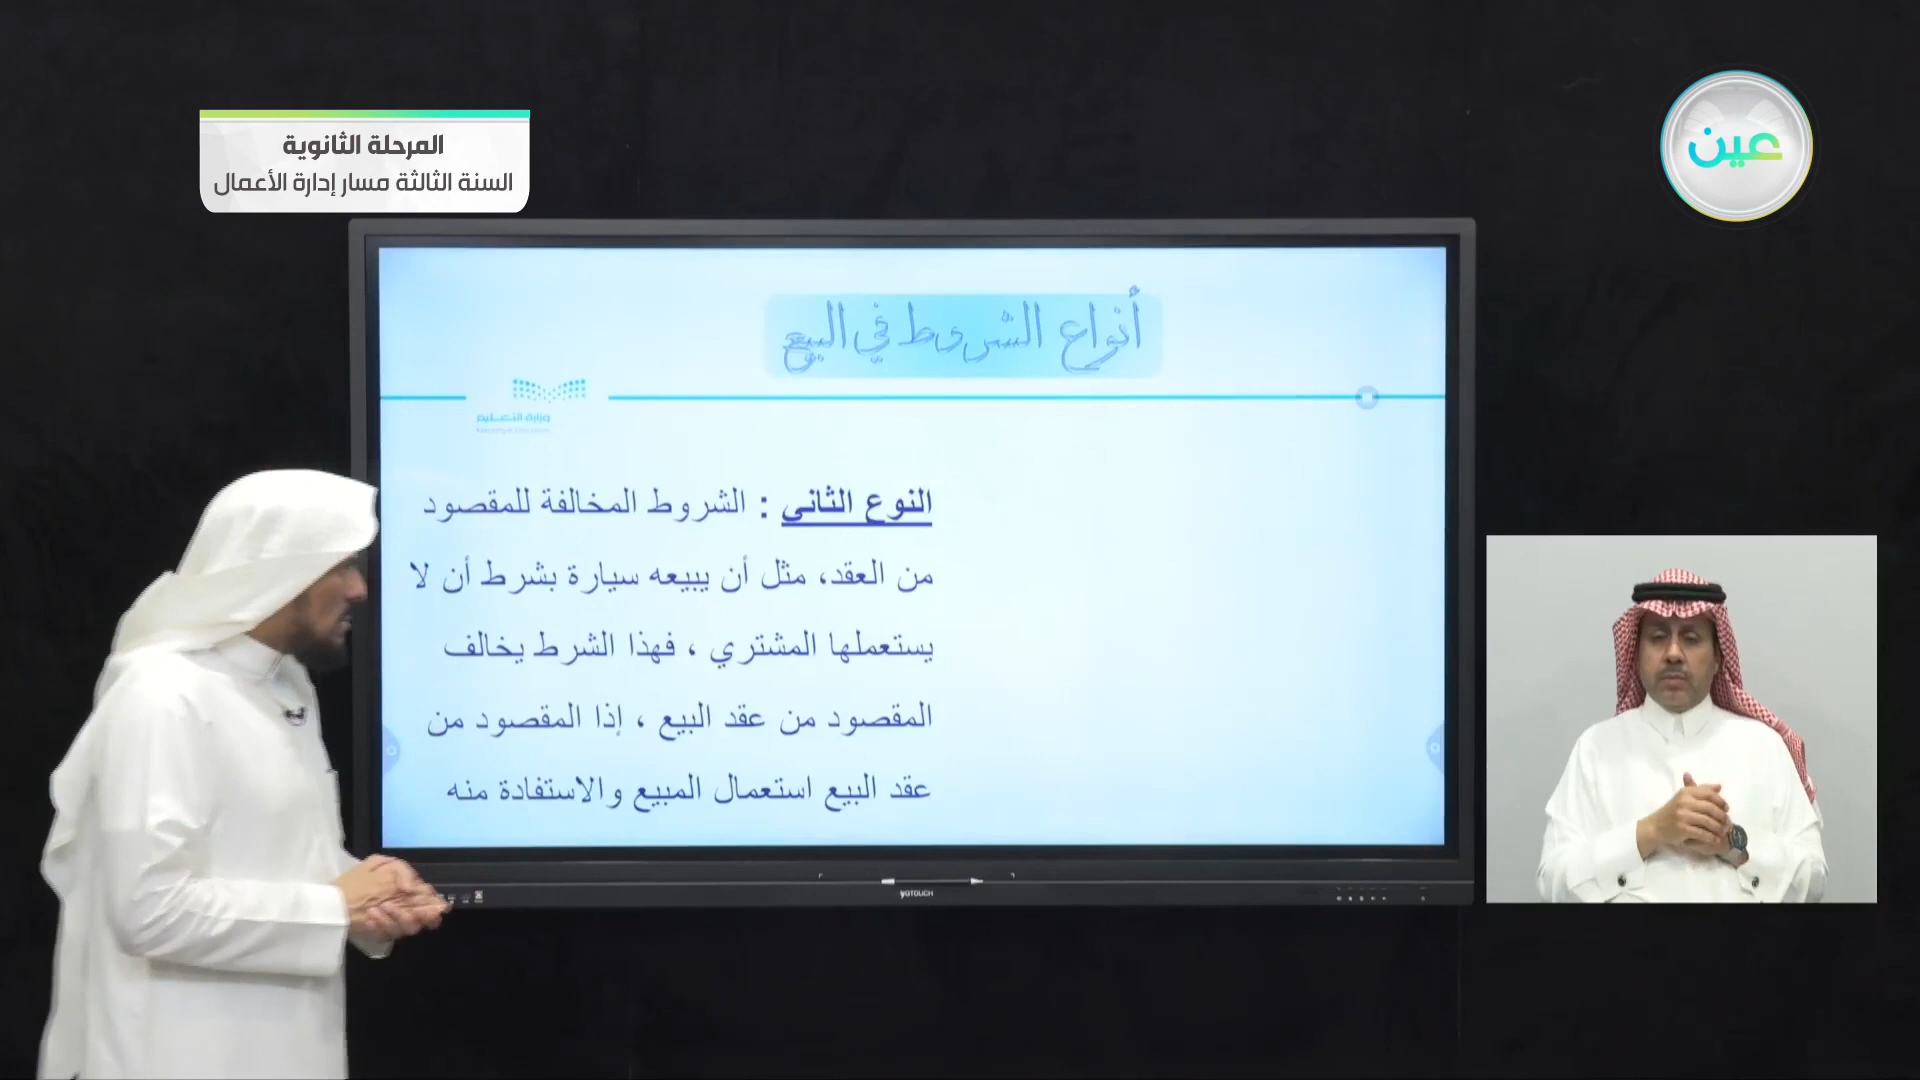 المرحلة الثانوية
السنة الثالثة مسار إدارة الأعمال
عين
أنواع الشروط في البيع
وزارة التعليم
النوع الثاني : الشروط المخالفة للمقصود
من العقد، مثل أن يبيعه سيارة بشرط أن لا
يستعملها المشتري ، فهذا الشرط يخالف
المقصود من عقد البيع ، إذا المقصود من
عقد البيع استعمال المبيع والاستفادة منه